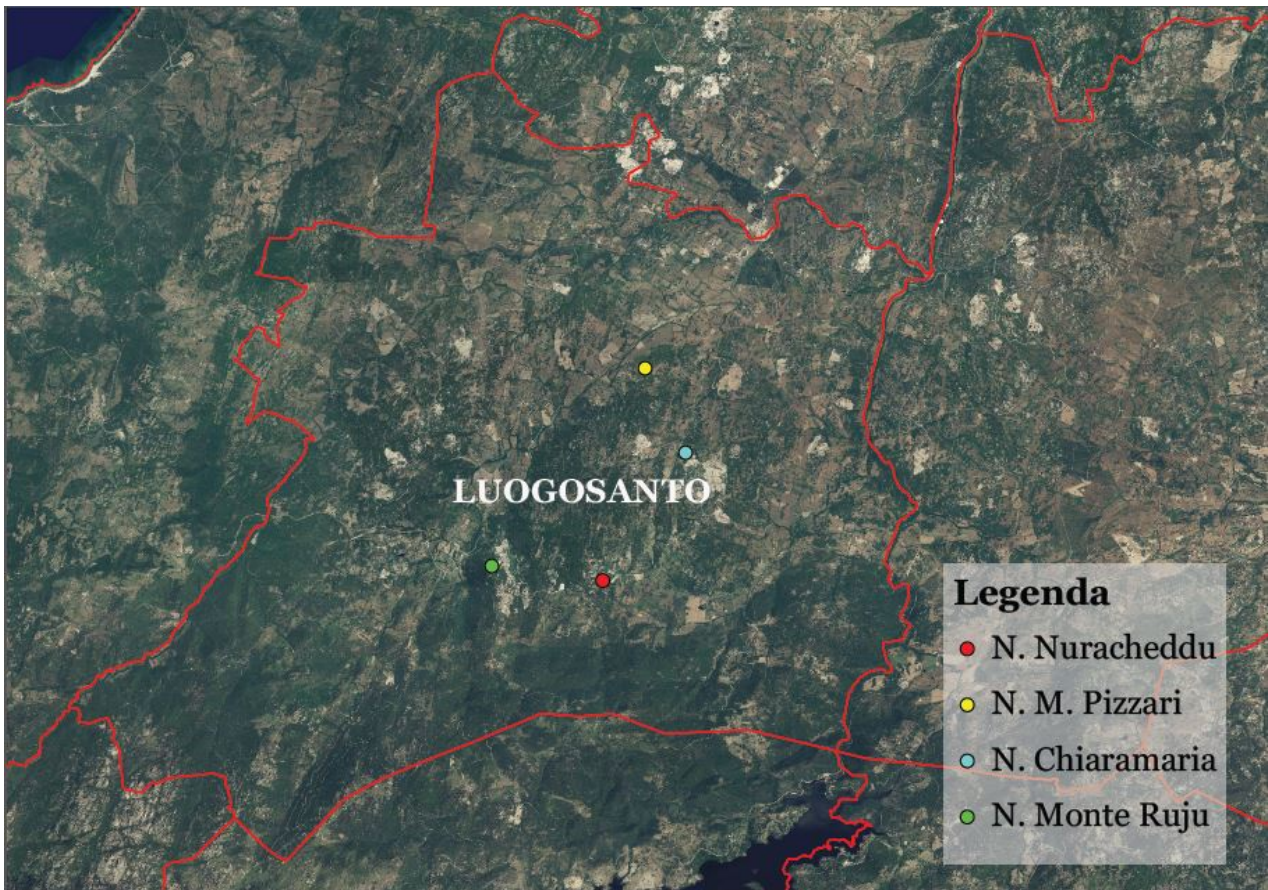 LUOGOSANTO
Legenda
N. Nuracheddu
N. M. Pizzari
N. Chiaramaria
N. Monte Ruju